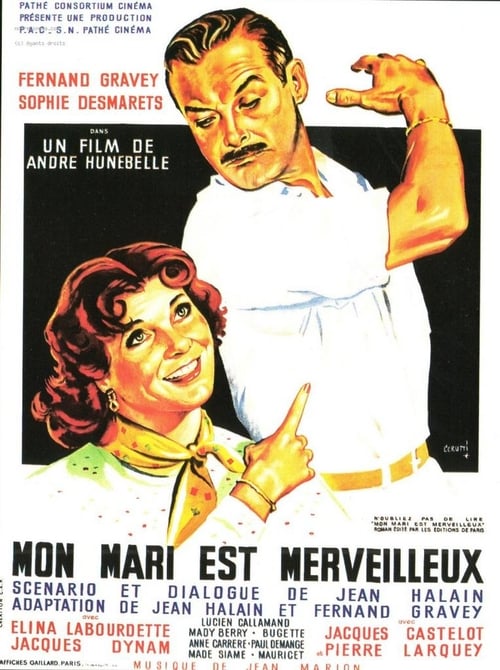 PATHÉ CONSORTIUM CINÉMA
PRÉSENTE UNE PRODUCTION
P.A.C. S.N. PATHÉ CINÉMA
(c) Ayants droits
FERNAND GRAVEY
SOPHIE DESMARETS
DANS
UN FILM DE
ANDRE HUNEBELLE
CERUTTI
N'OUBLIEZ PAS DE LIRE
"MON MARI EST MERVEILLEUX"
ROMAN ÉDITÉ PAR LES ÉDITIONS DE PARIS
MON MARI EST MERVEILLEUX
SCENARIO ET DIALOGUE DE JEAN HALAIN
ADAPTATION DE JEAN HALAIN ET FERNAND GRAVEY
avec
ELINA LABOURDETTE
JACQUES DYNAM
LUCIEN CALLAMAND
MADY BERRY • BUGETTE
ANNE CARRERE • PAUL DEMANGE
MADE SIAME • MAURICET
avec
JACQUES CASTELOT
et PIERRE LARQUEY
AFFICHES GAILLARD, PARIS
MUSIQUE DE JEAN MARION